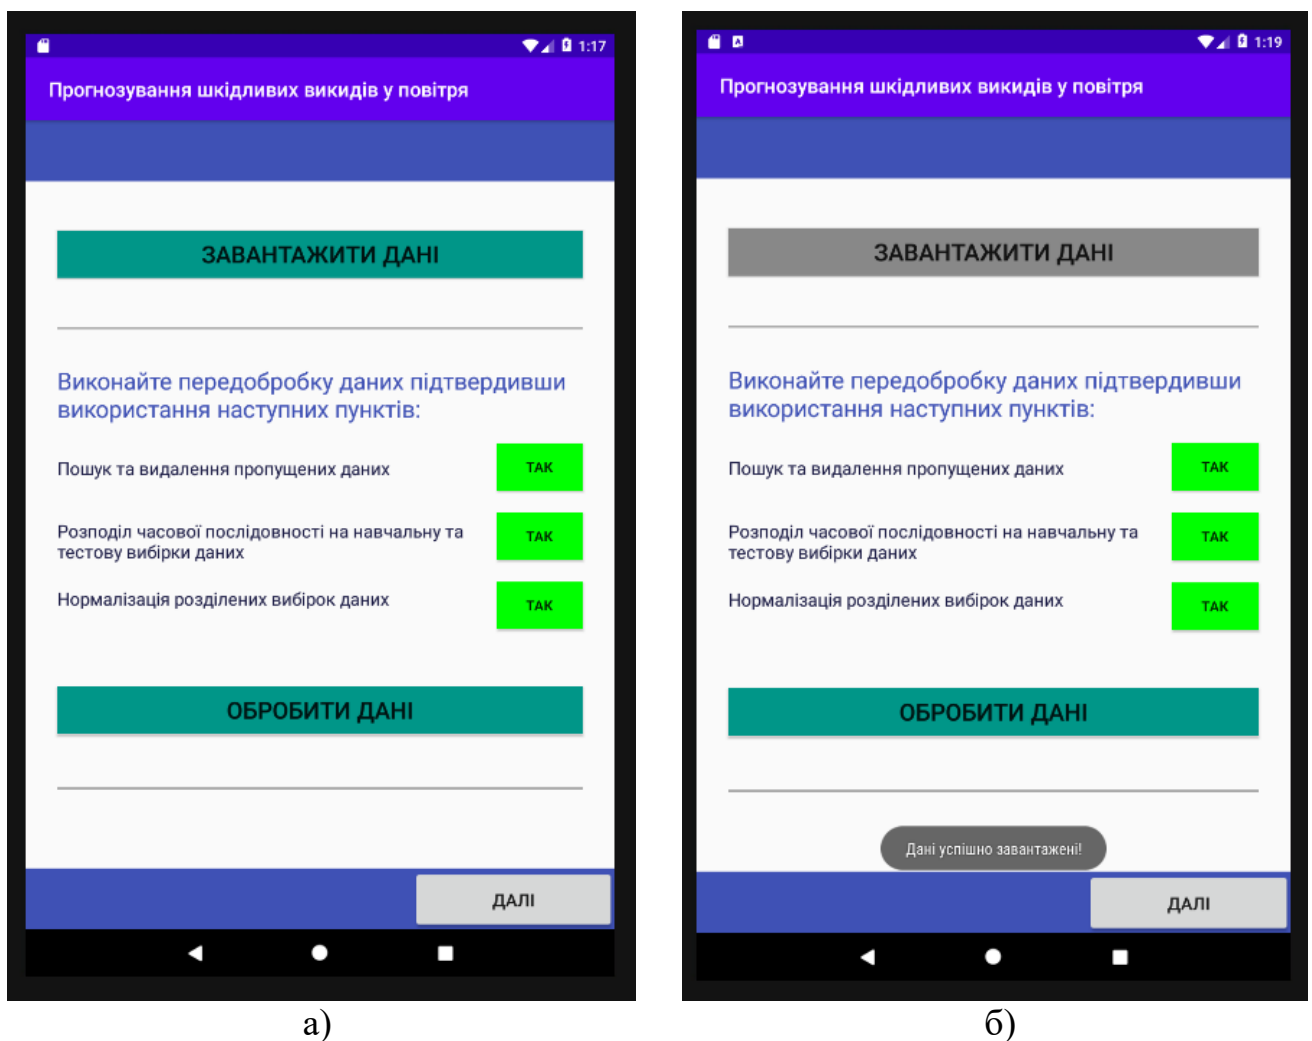 1:17
Прогнозування шкідливих викидів у повітря
ЗАВАНТАЖИТИ ДАНІ
Виконайте передобробку даних підтвердивши
використання наступних пунктів:
Пошук та видалення пропущених даних
ТАК
Розподіл часової послідовності на навчальну та
тестову вибірки даних
ТАК
Нормалізація розділених вибірок даних
ТАК
ОБРОБИТИ ДАНІ
ДАЛІ
а)
1:19
Прогнозування шкідливих викидів у повітря
ЗАВАНТАЖИТИ ДАНІ
Виконайте передобробку даних підтвердивши
використання наступних пунктів:
Пошук та видалення пропущених даних
ТАК
Розподіл часової послідовності на навчальну та
тестову вибірки даних
ТАК
Нормалізація розділених вибірок даних
ТАК
ОБРОБИТИ ДАНІ
Дані успішно завантажені!
ДАЛІ
б)